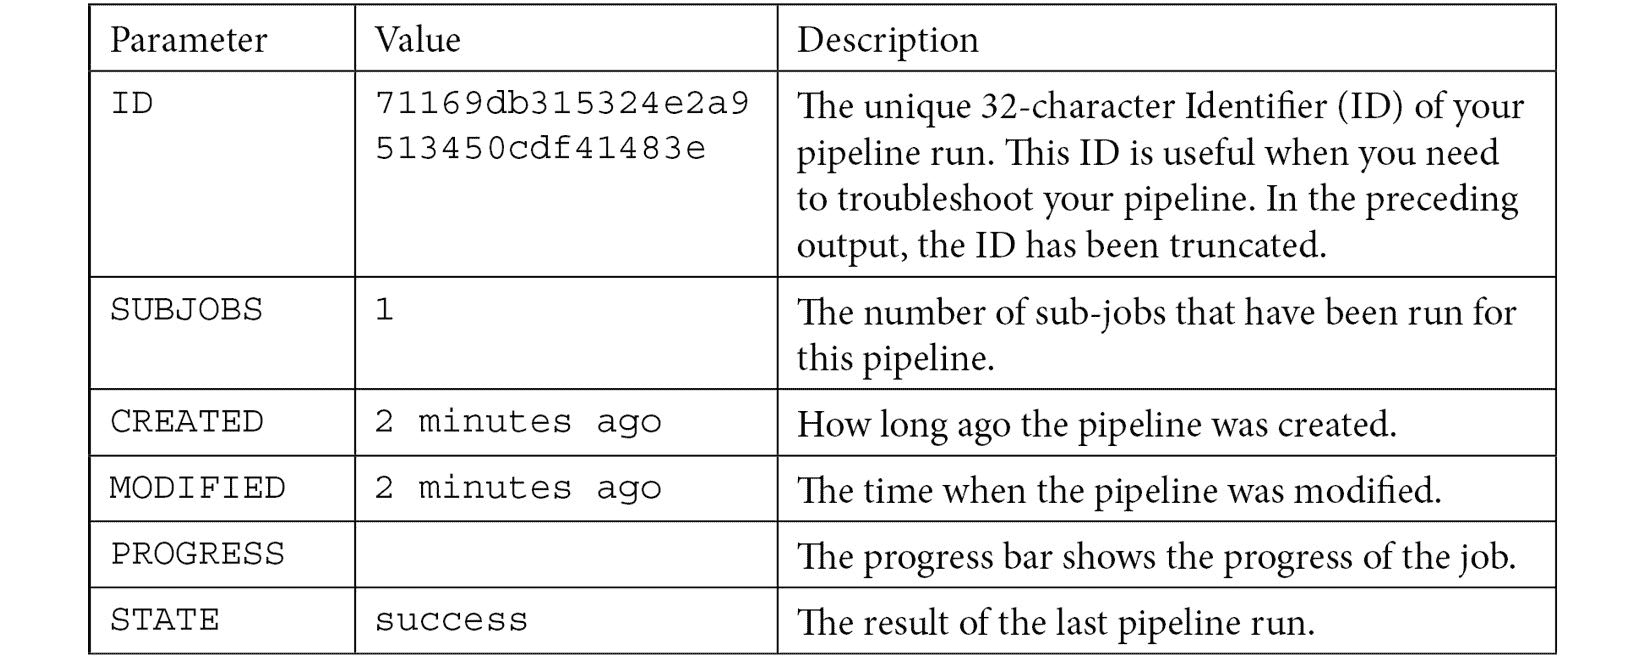 Parameter Value Description
ID 71169db315324e2a9 The unique 32-character Identifier (ID) of your
513450cdf41483e pipeline run. This ID is useful when you need
to troubleshoot your pipeline. In the preceding
output, the ID has been truncated.
SUBJOBS 1 The number of sub-jobs that have been run for
this pipeline.
CREATED 2 minutes ago How long ago the pipeline was created.
MODIFIED 2 minutes ago The time when the pipeline was modified.
PROGRESS The progress bar shows the progress of the job.
STATE success The result of the last pipeline run.